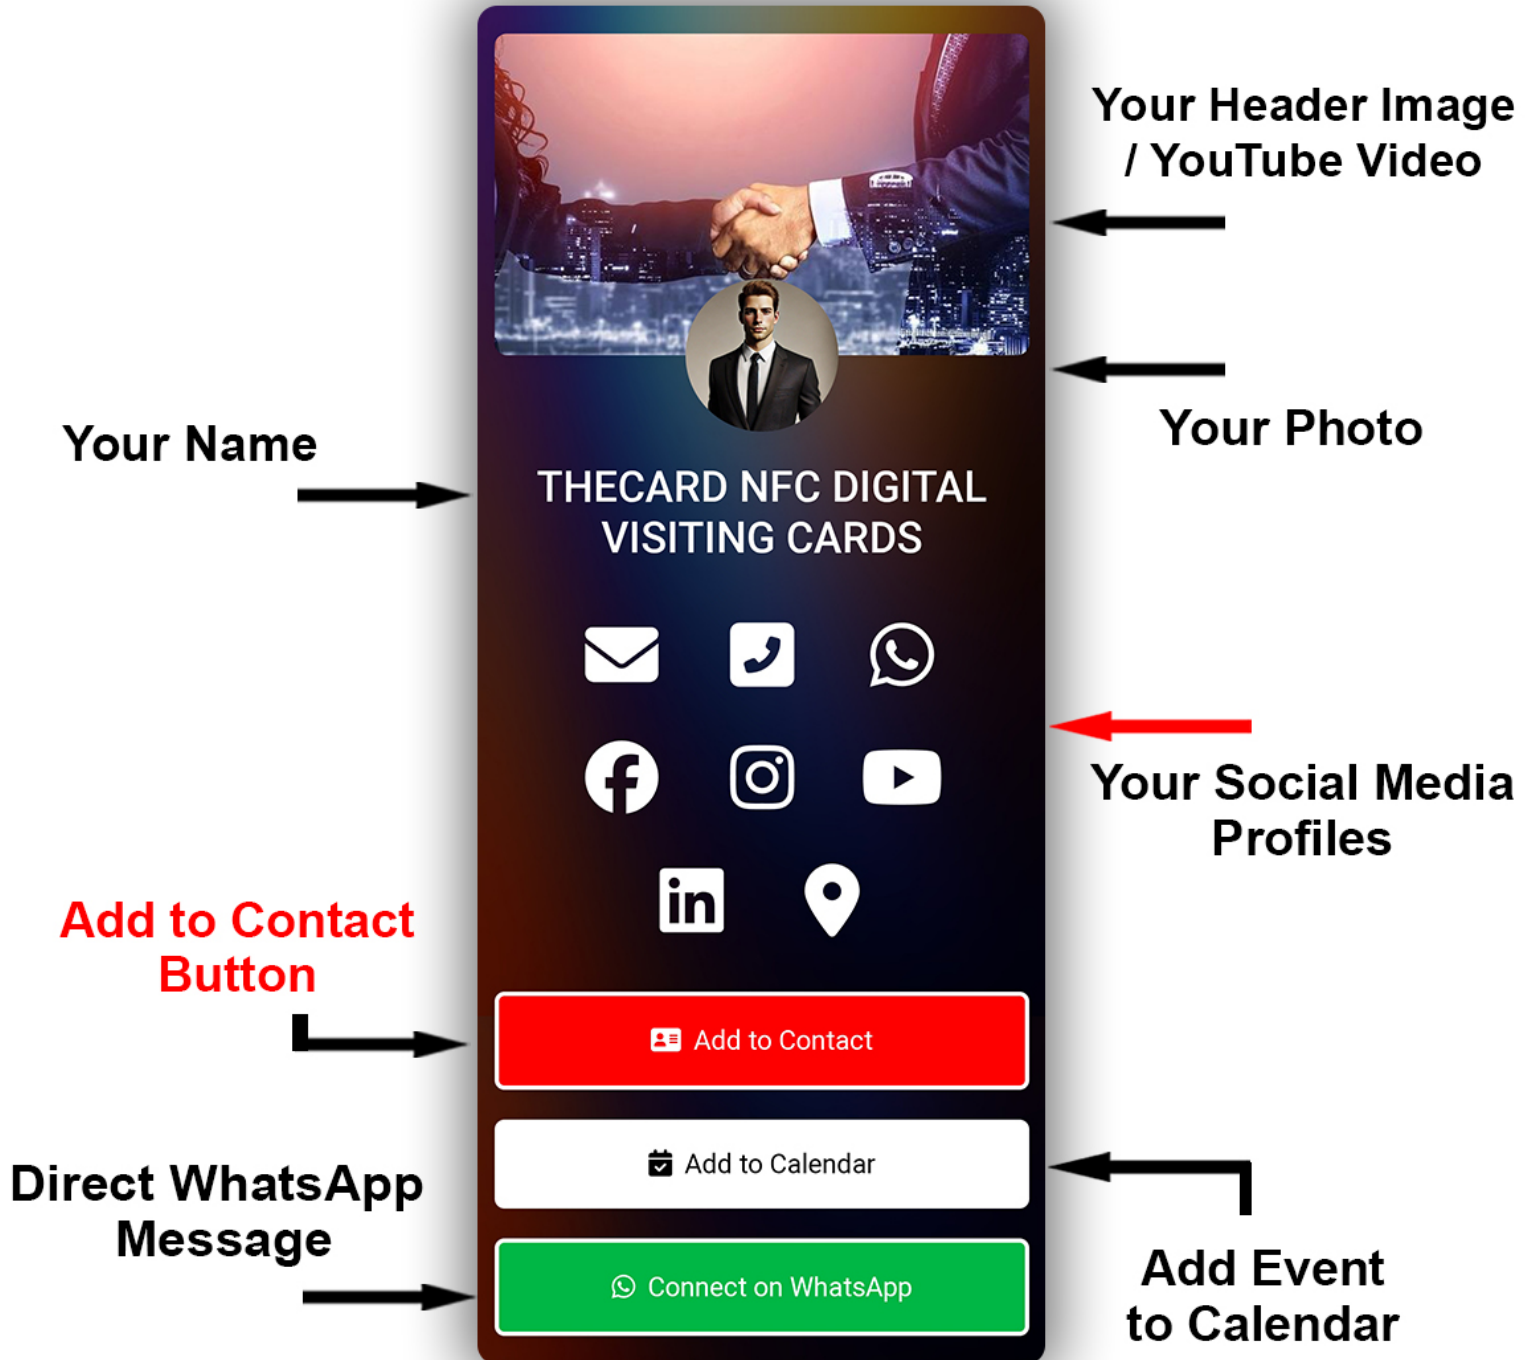 Your Header Image
/ YouTube Video
Your Photo
Your Name
THECARD NFC DIGITAL
VISITING CARDS
Your Social Media
Profiles
in
Add to Contact
Button
Add to Contact
Add to Calendar
Direct WhatsApp
Message
Connect on WhatsApp
Add Event
to Calendar